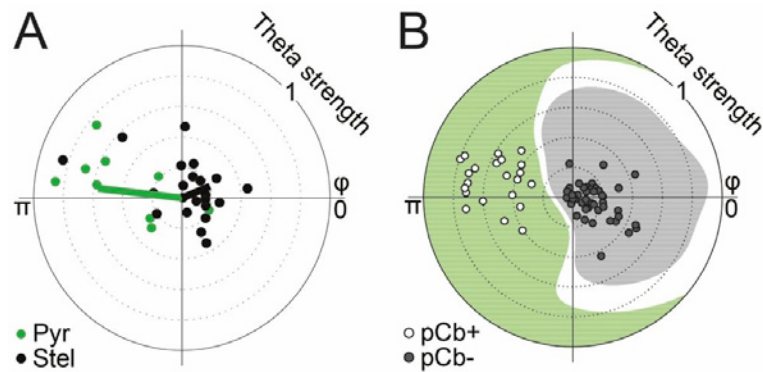 A
Theta strength
1
φ
π
0
Pyr
Stel
B
Theta strength
1
φ
π
0
pCb+
pCb-